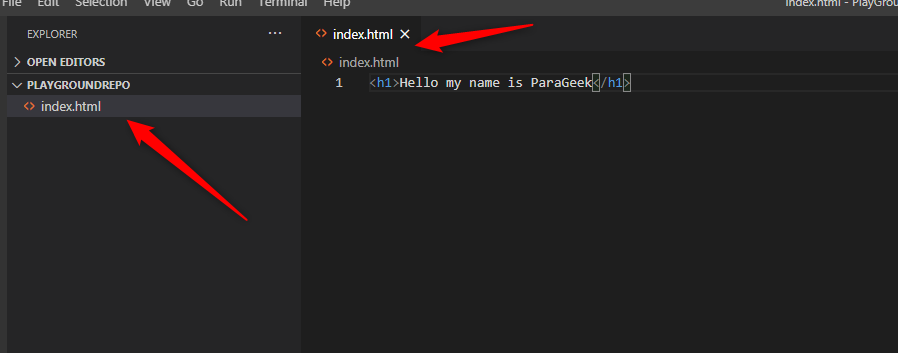 File Edit Selection View Go Run Terminal Help
index.html - PlayGrou
EXPLORER
OPEN EDITORS
PLAYGROUNDREPO
index.html
index.html
index.html
1 <h1>Hello my name is ParaGeek</h1>